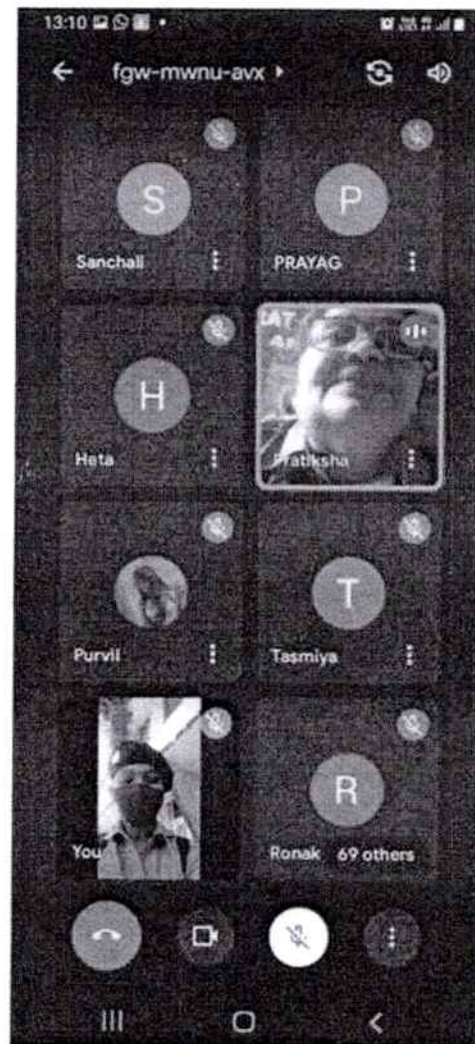 13:10
fgw-mwnu-avx
S
Sanchali
P
PRAYAG
H
Heta
Pratiksha
Purvil
T
Tasmiya
You
R
Ronak 69 others